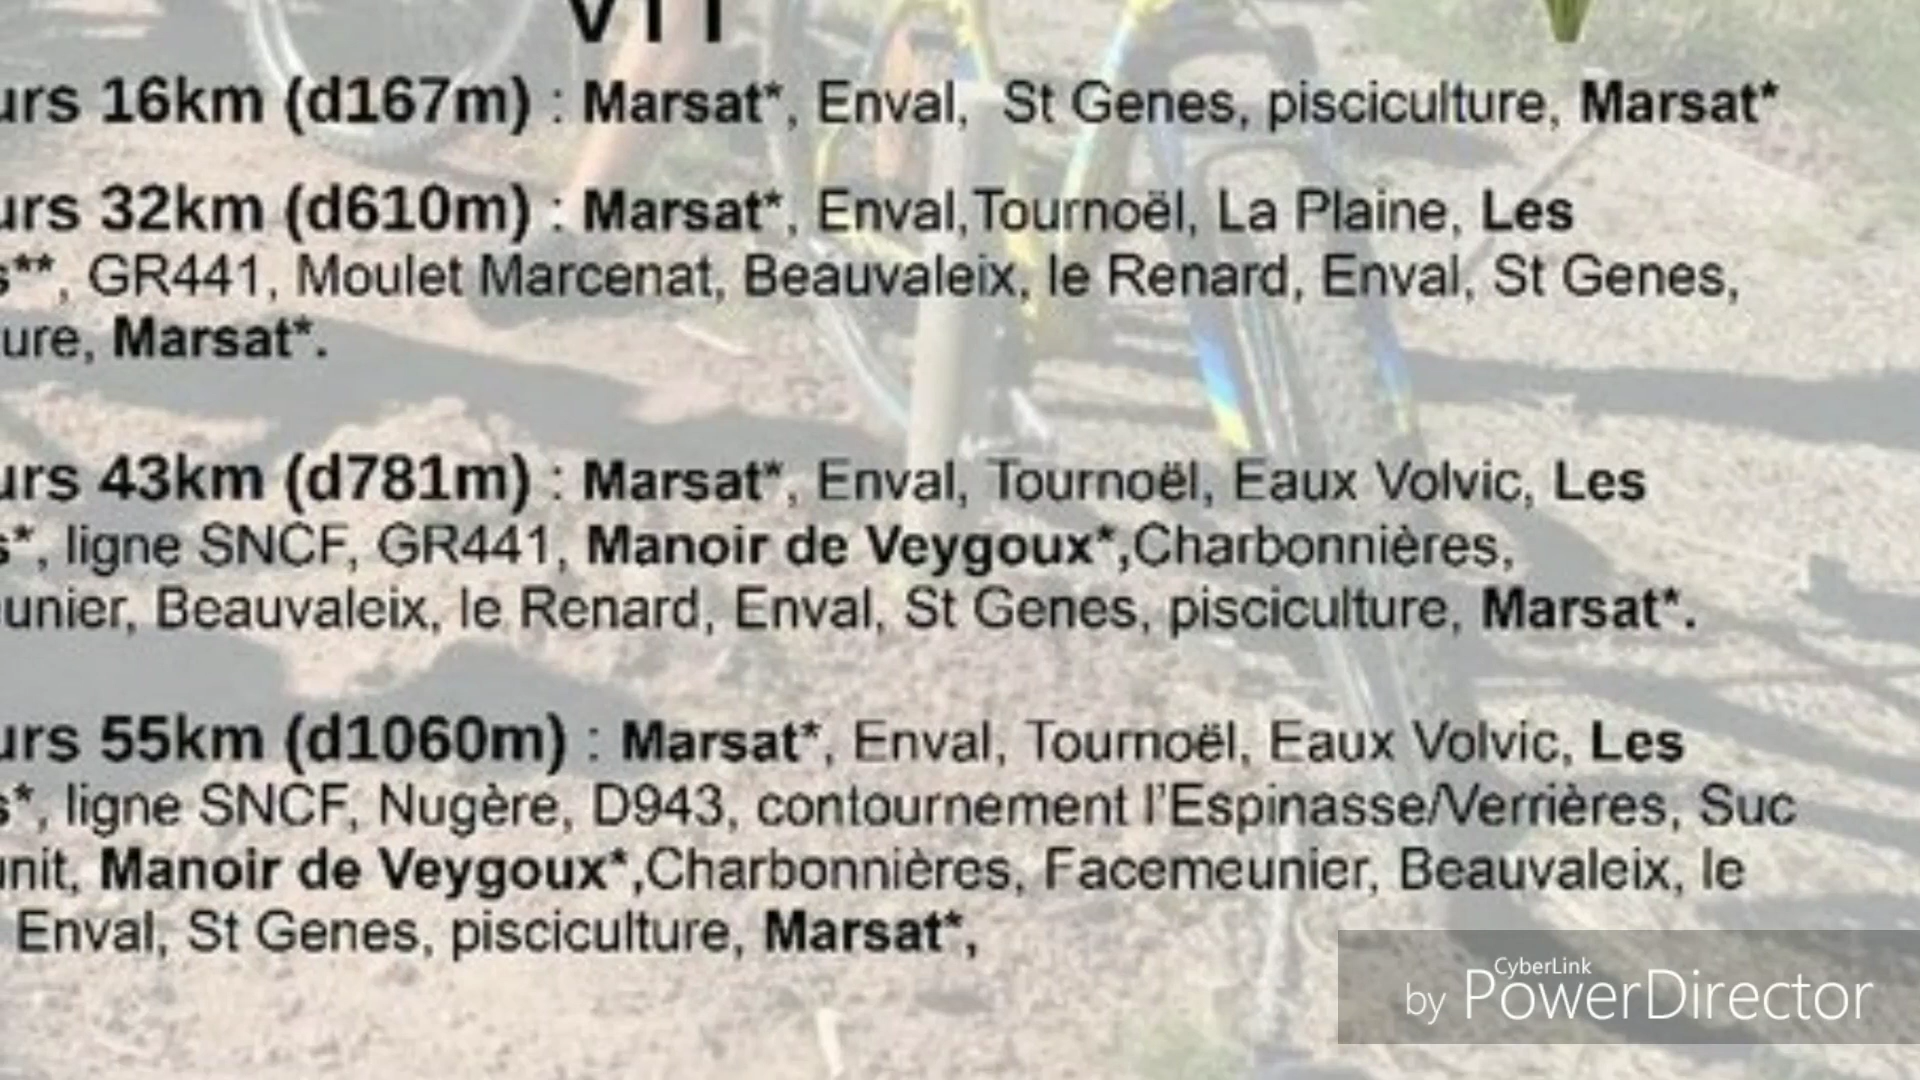 VTT
urs 16km (d167m) : Marsat*, Enval, St Genes, pisciculture, Marsat*
urs 32km (d610m) : Marsat*, Enval,Tournoël, La Plaine, Les
s**, GR441, Moulet Marcenat, Beauvaleix, le Renard, Enval, St Genes,
ure, Marsat*.
urs 43km (d781m) : Marsat*, Enval, Tournoël, Eaux Volvic, Les
s*, ligne SNCF, GR441, Manoir de Veygoux*,Charbonnières,
unier, Beauvaleix, le Renard, Enval, St Genes, pisciculture, Marsat*.
urs 55km (d1060m) : Marsat*, Enval, Tournoël, Eaux Volvic, Les
s*, ligne SNCF, Nugère, D943, contournement l'Espinasse/Verrières, Suc
unit, Manoir de Veygoux*,Charbonnières, Facemeunier, Beauvaleix, le
Enval, St Genes, pisciculture, Marsat*,
by CyberLink PowerDirector